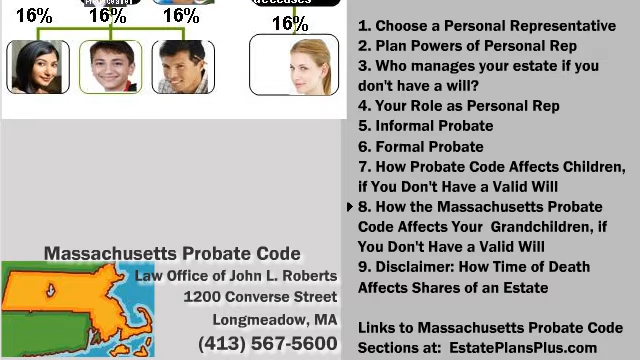 Deceased
16% 16% 16% 16%
1. Choose a Personal Representative
2. Plan Powers of Personal Rep
3. Who manages your estate if you
don't have a will?
4. Your Role as Personal Rep
5. Informal Probate
6. Formal Probate
7. How Probate Code Affects Children,
if You Don't Have a Valid Will
8. How the Massachusetts Probate
Code Affects Your Grandchildren, if
You Don't Have a Valid Will
9. Disclaimer: How Time of Death
Affects Shares of an Estate
Links to Massachusetts Probate Code
Sections at: EstatePlansPlus.com
Massachusetts Probate Code
Law Office of John L. Roberts
1200 Converse Street
Longmeadow, MA
(413) 567-5600